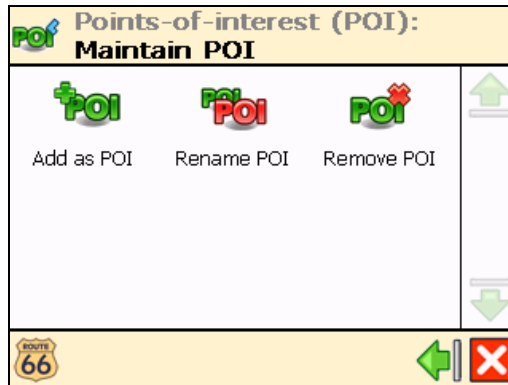 POI Points-of-interest (POI):
Maintain POI
POI POI POI POI
Add as POI Rename POI Remove POI
ROUTE
66